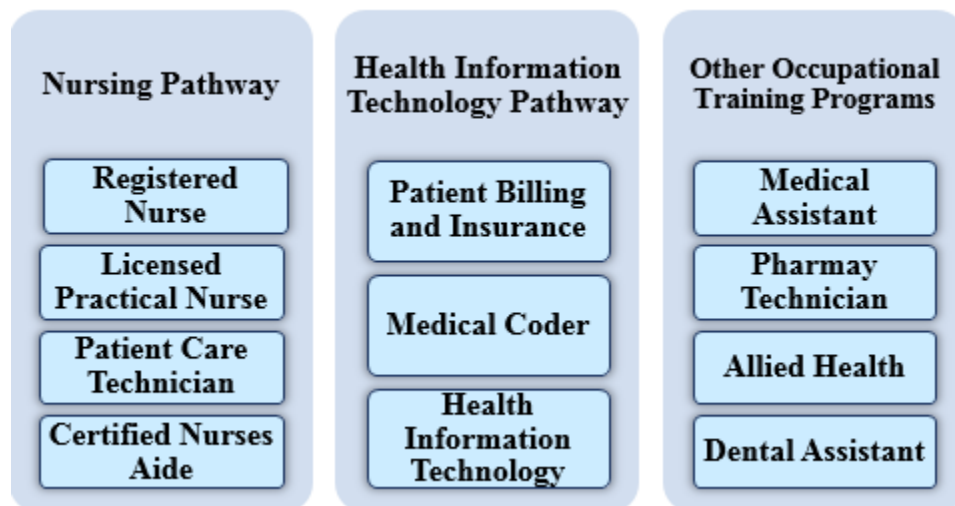 Nursing Pathway
Registered
Nurse
Licensed
Practical Nurse
Patient Care
Technician
Certified Nurses
Aide
Health Information
Technology Pathway
Patient Billing
and Insurance
Medical Coder
Health
Information
Technology
Other Occupational
Training Programs
Medical
Assistant
Pharmay
Technician
Allied Health
Dental Assistant